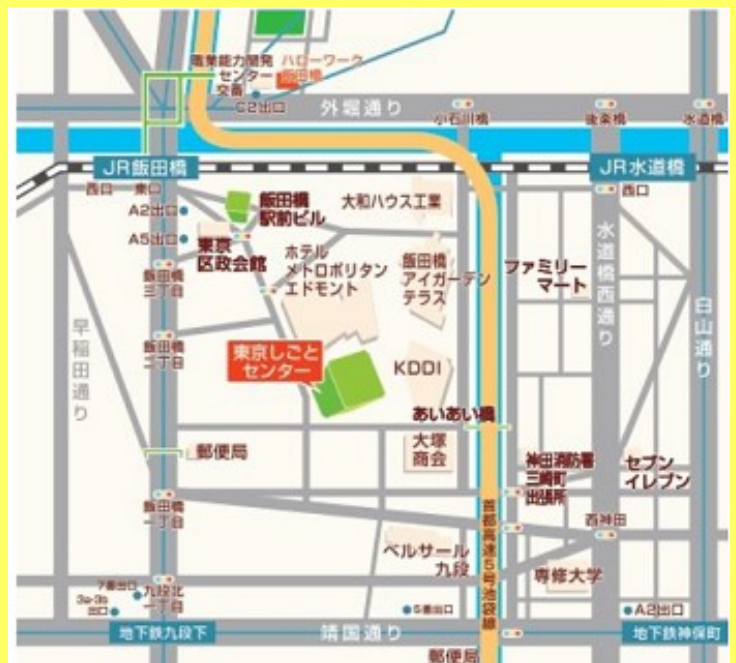 職業能力開発
センター
ハローワーク
飯田橋
交番
C2出口
外堀通り
小石川橋
後楽橋
水道橋
JR飯田橋
JR水道橋
西口
東口
A2出口
A5出口
飯田橋
駅前ビル
大和ハウス工業
西口
東京
区政会館
ホテル
メトロポリタン
エドモント
飯田橋
アイガーデン
テラス
ファミリー
マート
水道橋西通り
白山通り
飯田橋
三丁目
早稲田通り
飯田橋
二丁目
東京しごと
センター
KDDI
あいあい橋
大塚
商会
郵便局
神田消防署
三崎町
出張所
セブン
イレブン
飯田橋
一丁目
首都高速5号池袋線
西神田
ベルサール
九段
専修大学
7番出口
3a・3b
出口
九段北
一丁目
5番出口
A2出口
地下鉄九段下
靖国通り
地下鉄神保町
郵便局